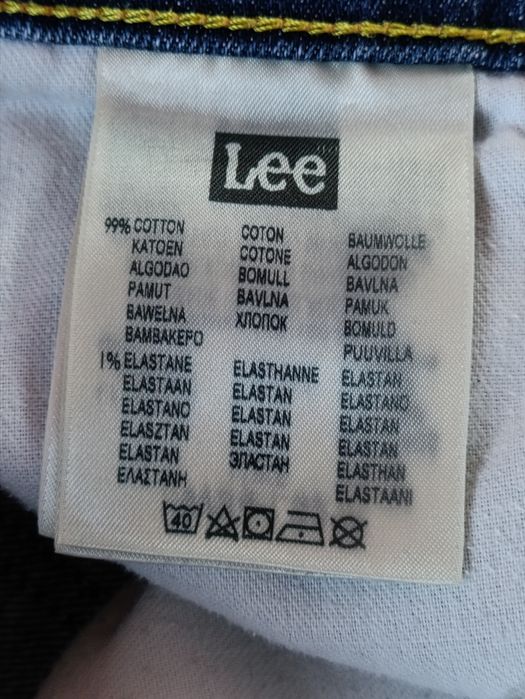 Lee
99% COTTON
KATOEN
ALGODAO
PAMUT
BAWEŁNA
BAMBAKEPO
COTON
COTONE
BOMULL
BAVLNA
ХЛОПОК
BAUMWOLLE
ALGODON
BAVLNA
PAMUK
BOMULD
PUUVILLA
1% ELASTANE
ELASTAAN
ELASTANO
ELASZTAN
ELASTAN
ΕΛΑΣΤΑΝΗ
ELASTHANNE
ELASTAN
ELASTAN
ELASTAN
ЭЛАСТАН
ELASTAN
ELASTANO
ELASTAN
ELASTAN
ELASTHAN
ELASTAANI
40